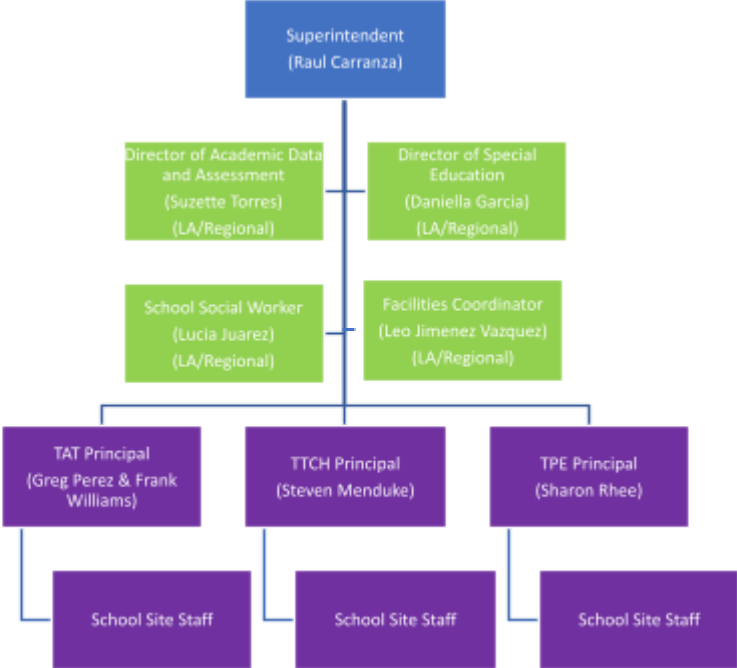 Superintendent
(Raul Carranza)
Director of Academic Data
and Assessment
(Suzette Torres)
(LA/Regional)
Director of Special
Education
(Daniella Garcia)
(LA/Regional)
School Social Worker
(Lucia Juarez)
(LA/Regional)
Facilities Coordinator
(Leo Jimenez Vazquez)
(LA/Regional)
TAT Principal
(Greg Perez & Frank
Williams)
TTCH Principal
(Steven Menduke)
TPE Principal
(Sharon Rhee)
School Site Staff
School Site Staff
School Site Staff